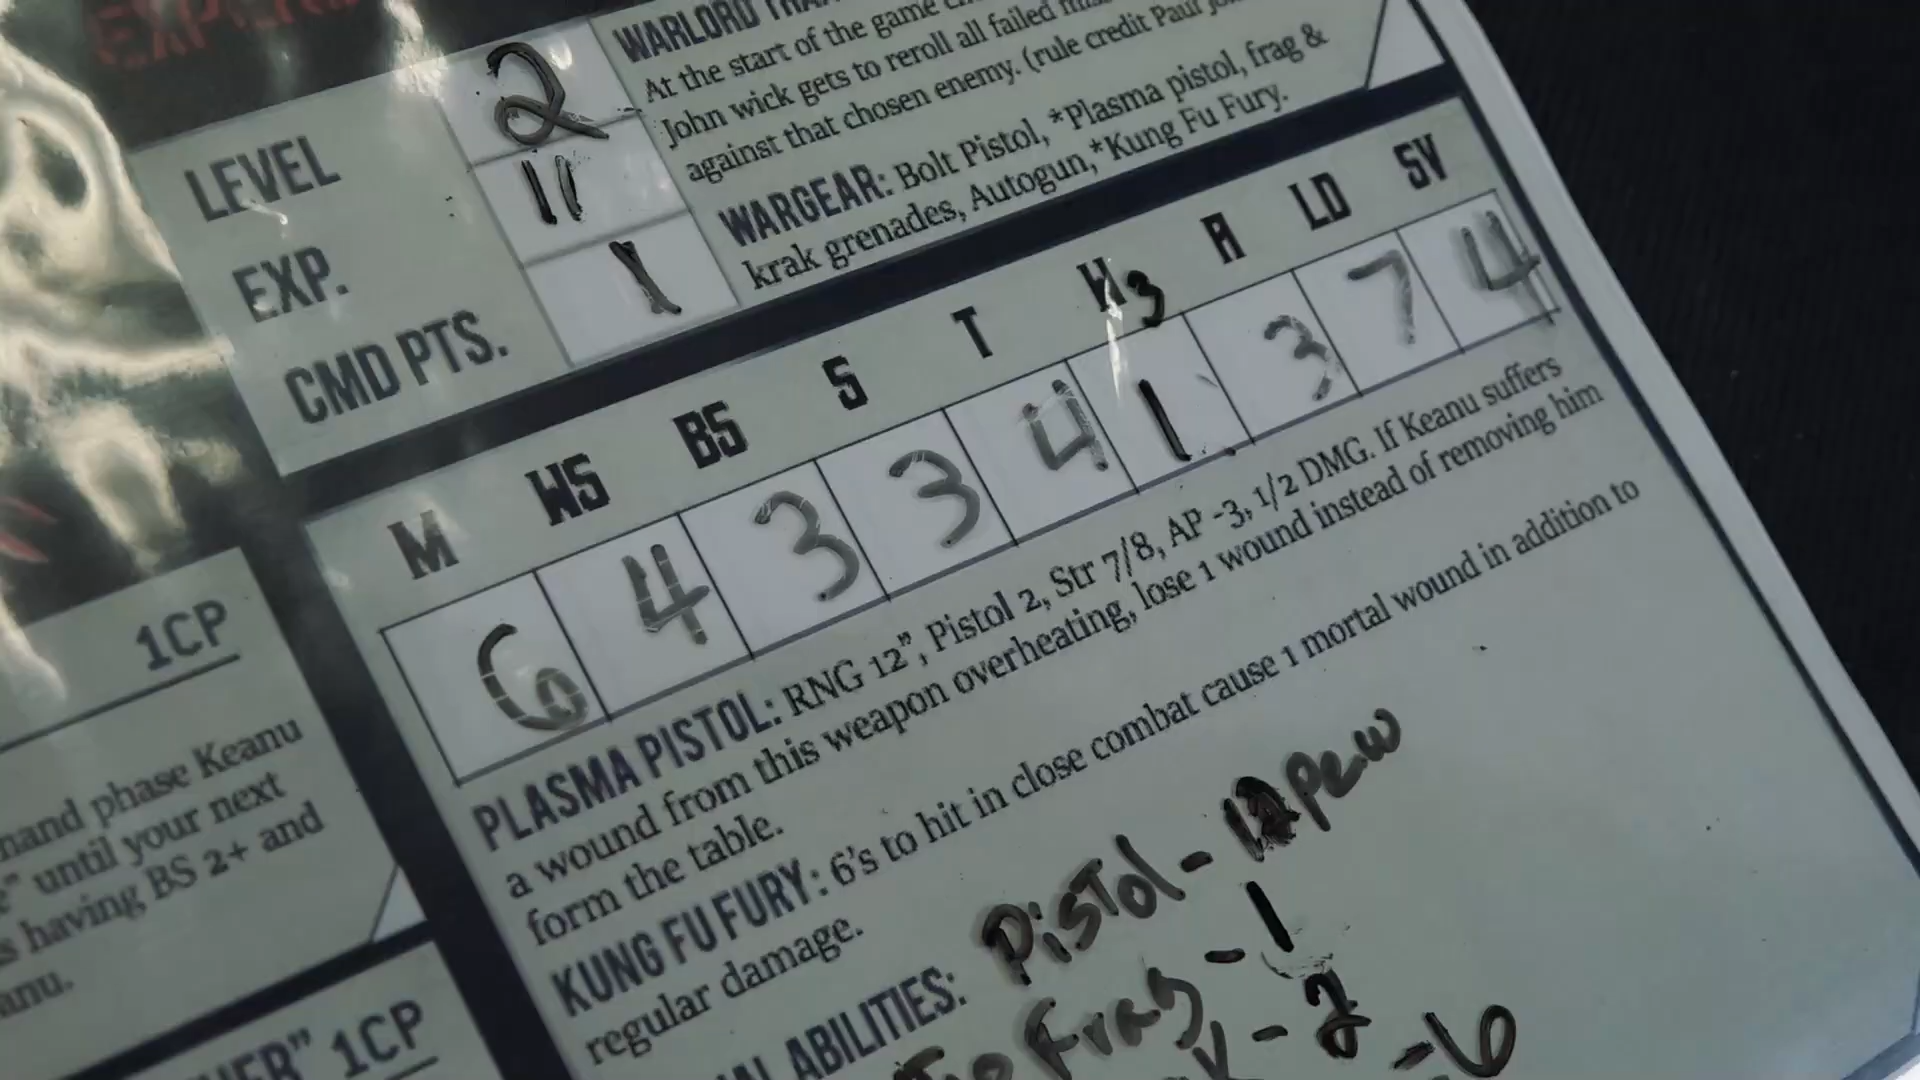 WARLORD
At the start of the game
John wick gets to reroll all failed
against that chosen enemy. (rule credit Paul
WARGEAR: Bolt Pistol, *Plasma pistol, frag &
krak grenades, Autogun,*Kung Fu Fury.
LEVEL 2
EXP. 11
CMD PTS. 1
M WS BS S T W 3 A LD SV
6 4 3 3 4 1 3 7 4
PLASMA PISTOL: RNG 12”, Pistol 2, Str 7/8, AP -3, 1/2 DMG. If Keanu suffers
a wound from this weapon overheating, lose 1 wound instead of removing him
form the table.
KUNG FU FURY: 6's to hit in close combat cause 1 mortal wound in addition to
regular damage.
ABILITIES:
Pistol - pew
Frag - 1
- 2
- 6
1CP
phase Keanu
until your next
having BS 2+ and
1CP